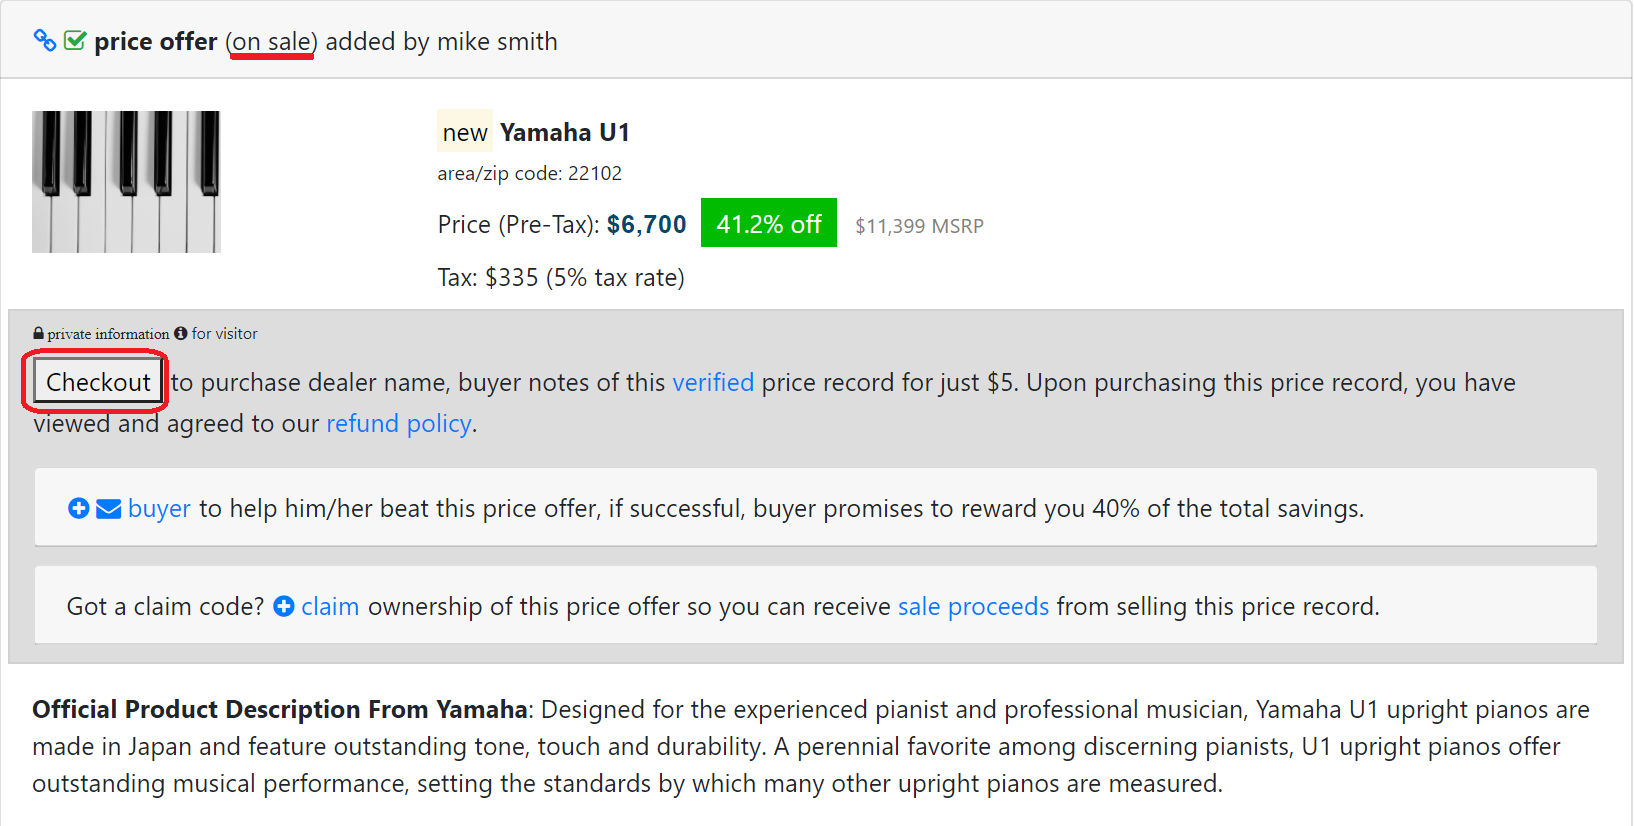 price offer (on sale) added by mike smith
new Yamaha U1
area/zip code: 22102
Price (Pre-Tax): $6,700 41.2% off $11,399 MSRP
Tax: $335 (5% tax rate)
private information for visitor
Checkout to purchase dealer name, buyer notes of this verified price record for just $5. Upon purchasing this price record, you have
viewed and agreed to our refund policy.
buyer to help him/her beat this price offer, if successful, buyer promises to reward you 40% of the total savings.
Got a claim code? claim ownership of this price offer so you can receive sale proceeds from selling this price record.
Official Product Description From Yamaha: Designed for the experienced pianist and professional musician, Yamaha U1 upright pianos are
made in Japan and feature outstanding tone, touch and durability. A perennial favorite among discerning pianists, U1 upright pianos offer
outstanding musical performance, setting the standards by which many other upright pianos are measured.